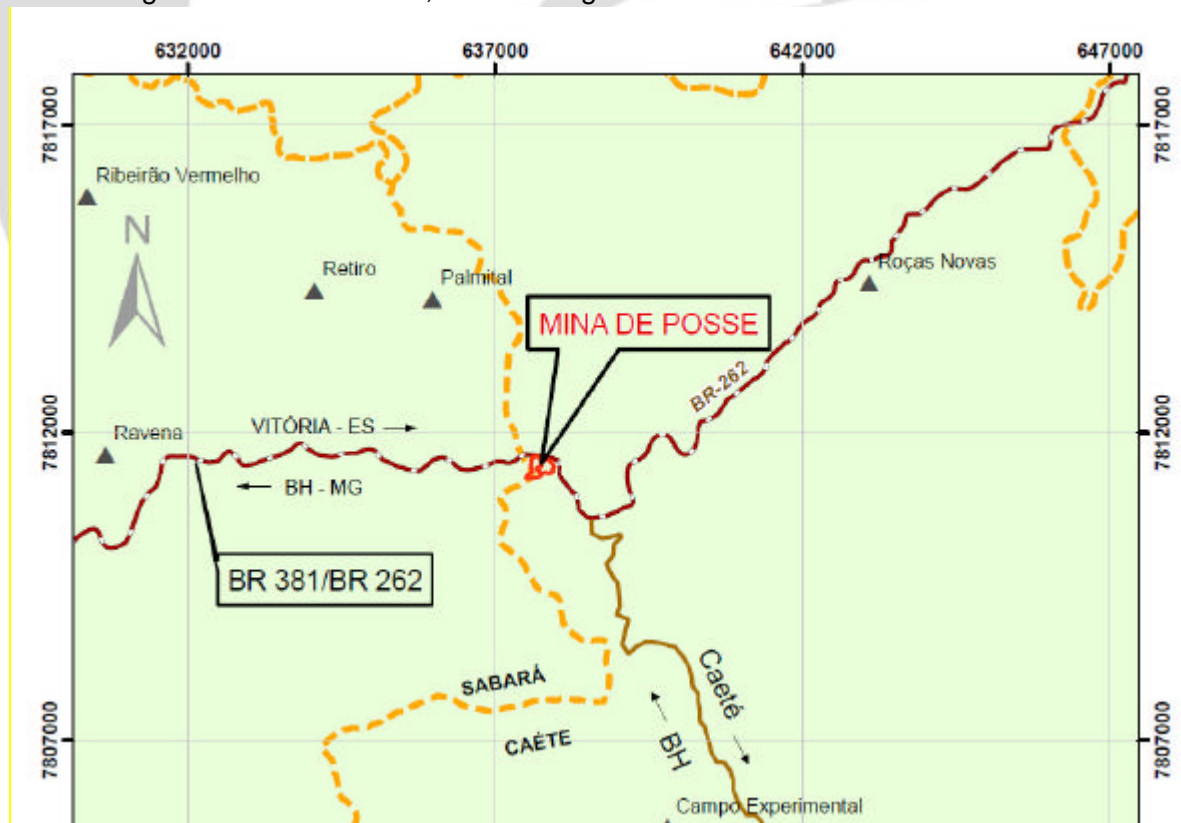 632000 637000 642000 647000
7817000 7817000
Ribeirão Vermelho
N
Retiro
Palmital
Roças Novas
MINA DE POSSE
BR-262
7812000 7812000
Ravena
VITÓRIA - ES
BH - MG
BR 381/BR 262
SABARÁ
CAÉTE
Caeté
BH
7807000 7807000
Campo Experimental